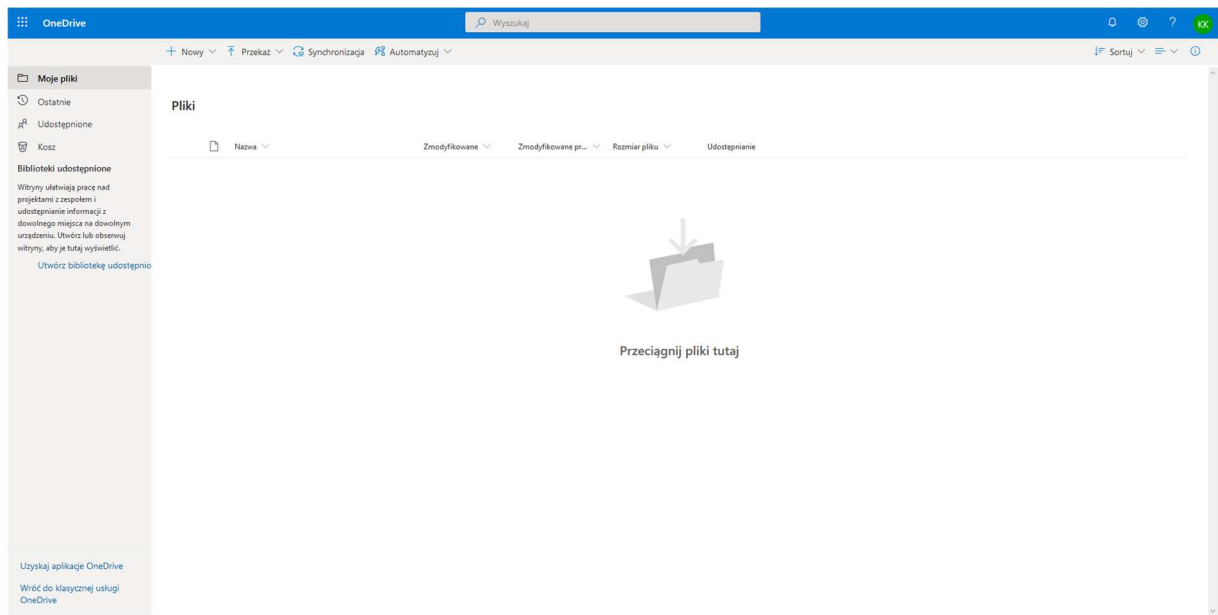 OneDrive
Wyszukaj
KK
Nowy
Przekaż
Synchronizacja
Automatyzuj
Sortuj
Moje pliki
Ostatnie
Udostępnione
Kosz
Biblioteki udostępnione
Witryny ułatwiają pracę nad
projektami z zespołem i
udostępnianie informacji z
dowolnego miejsca na dowolnym
urządzeniu. Utwórz lub obserwuj
witryny, aby je tutaj wyświetlić.
Utwórz bibliotekę udostępnio
Uzyskaj aplikacje OneDrive
Wróć do klasycznej usługi
OneDrive
Pliki
Nazwa
Zmodyfikowane
Zmodyfikowane pr...
Rozmiar pliku
Udostępnianie
Przeciągnij pliki tutaj